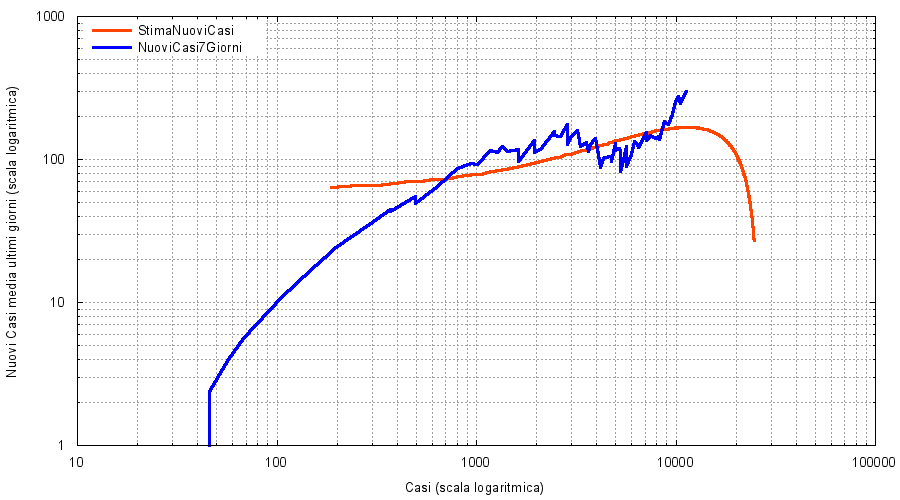 1000
StimaNuoviCasi
NuoviCasi7Giorni
100
10
1
Nuovi Casi media ultimi giorni (scala logaritmica)
10 100 1000 10000 100000
Casi (scala logaritmica)